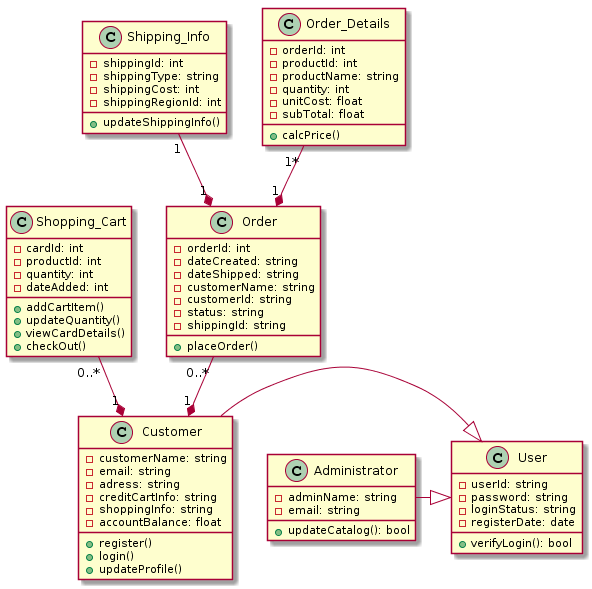 C Shipping_Info
shippingId: int
shippingType: string
shippingCost: int
shippingRegionId: int
updateShippingInfo()
C Order_Details
orderId: int
productId: int
productName: string
quantity: int
unitCost: float
subTotal: float
calcPrice()
1
1
1*
1
C Shopping_Cart
cardId: int
productId: int
quantity: int
dateAdded: int
addCartItem()
updateQuantity()
viewCardDetails()
checkOut()
C Order
orderId: int
dateCreated: string
dateShipped: string
customerName: string
customerId: string
status: string
shippingId: string
placeOrder()
0..*
1
0..*
1
C Customer
customerName: string
email: string
adress: string
creditCartInfo: string
shoppingInfo: string
accountBalance: float
register()
login()
updateProfile()
C Administrator
adminName: string
email: string
updateCatalog(): bool
C User
userId: string
password: string
loginStatus: string
registerDate: date
verifyLogin(): bool